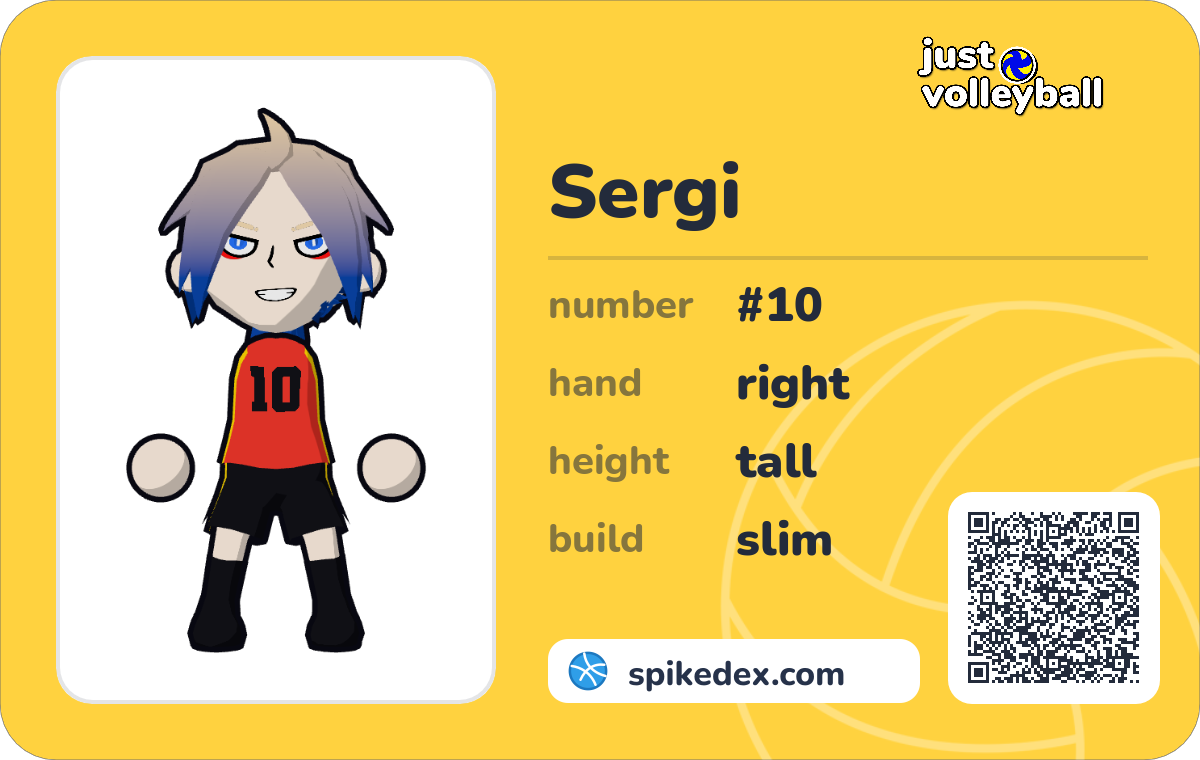 just
volleyball
Sergi
number #10
hand right
height tall
build slim
10
spikedex.com